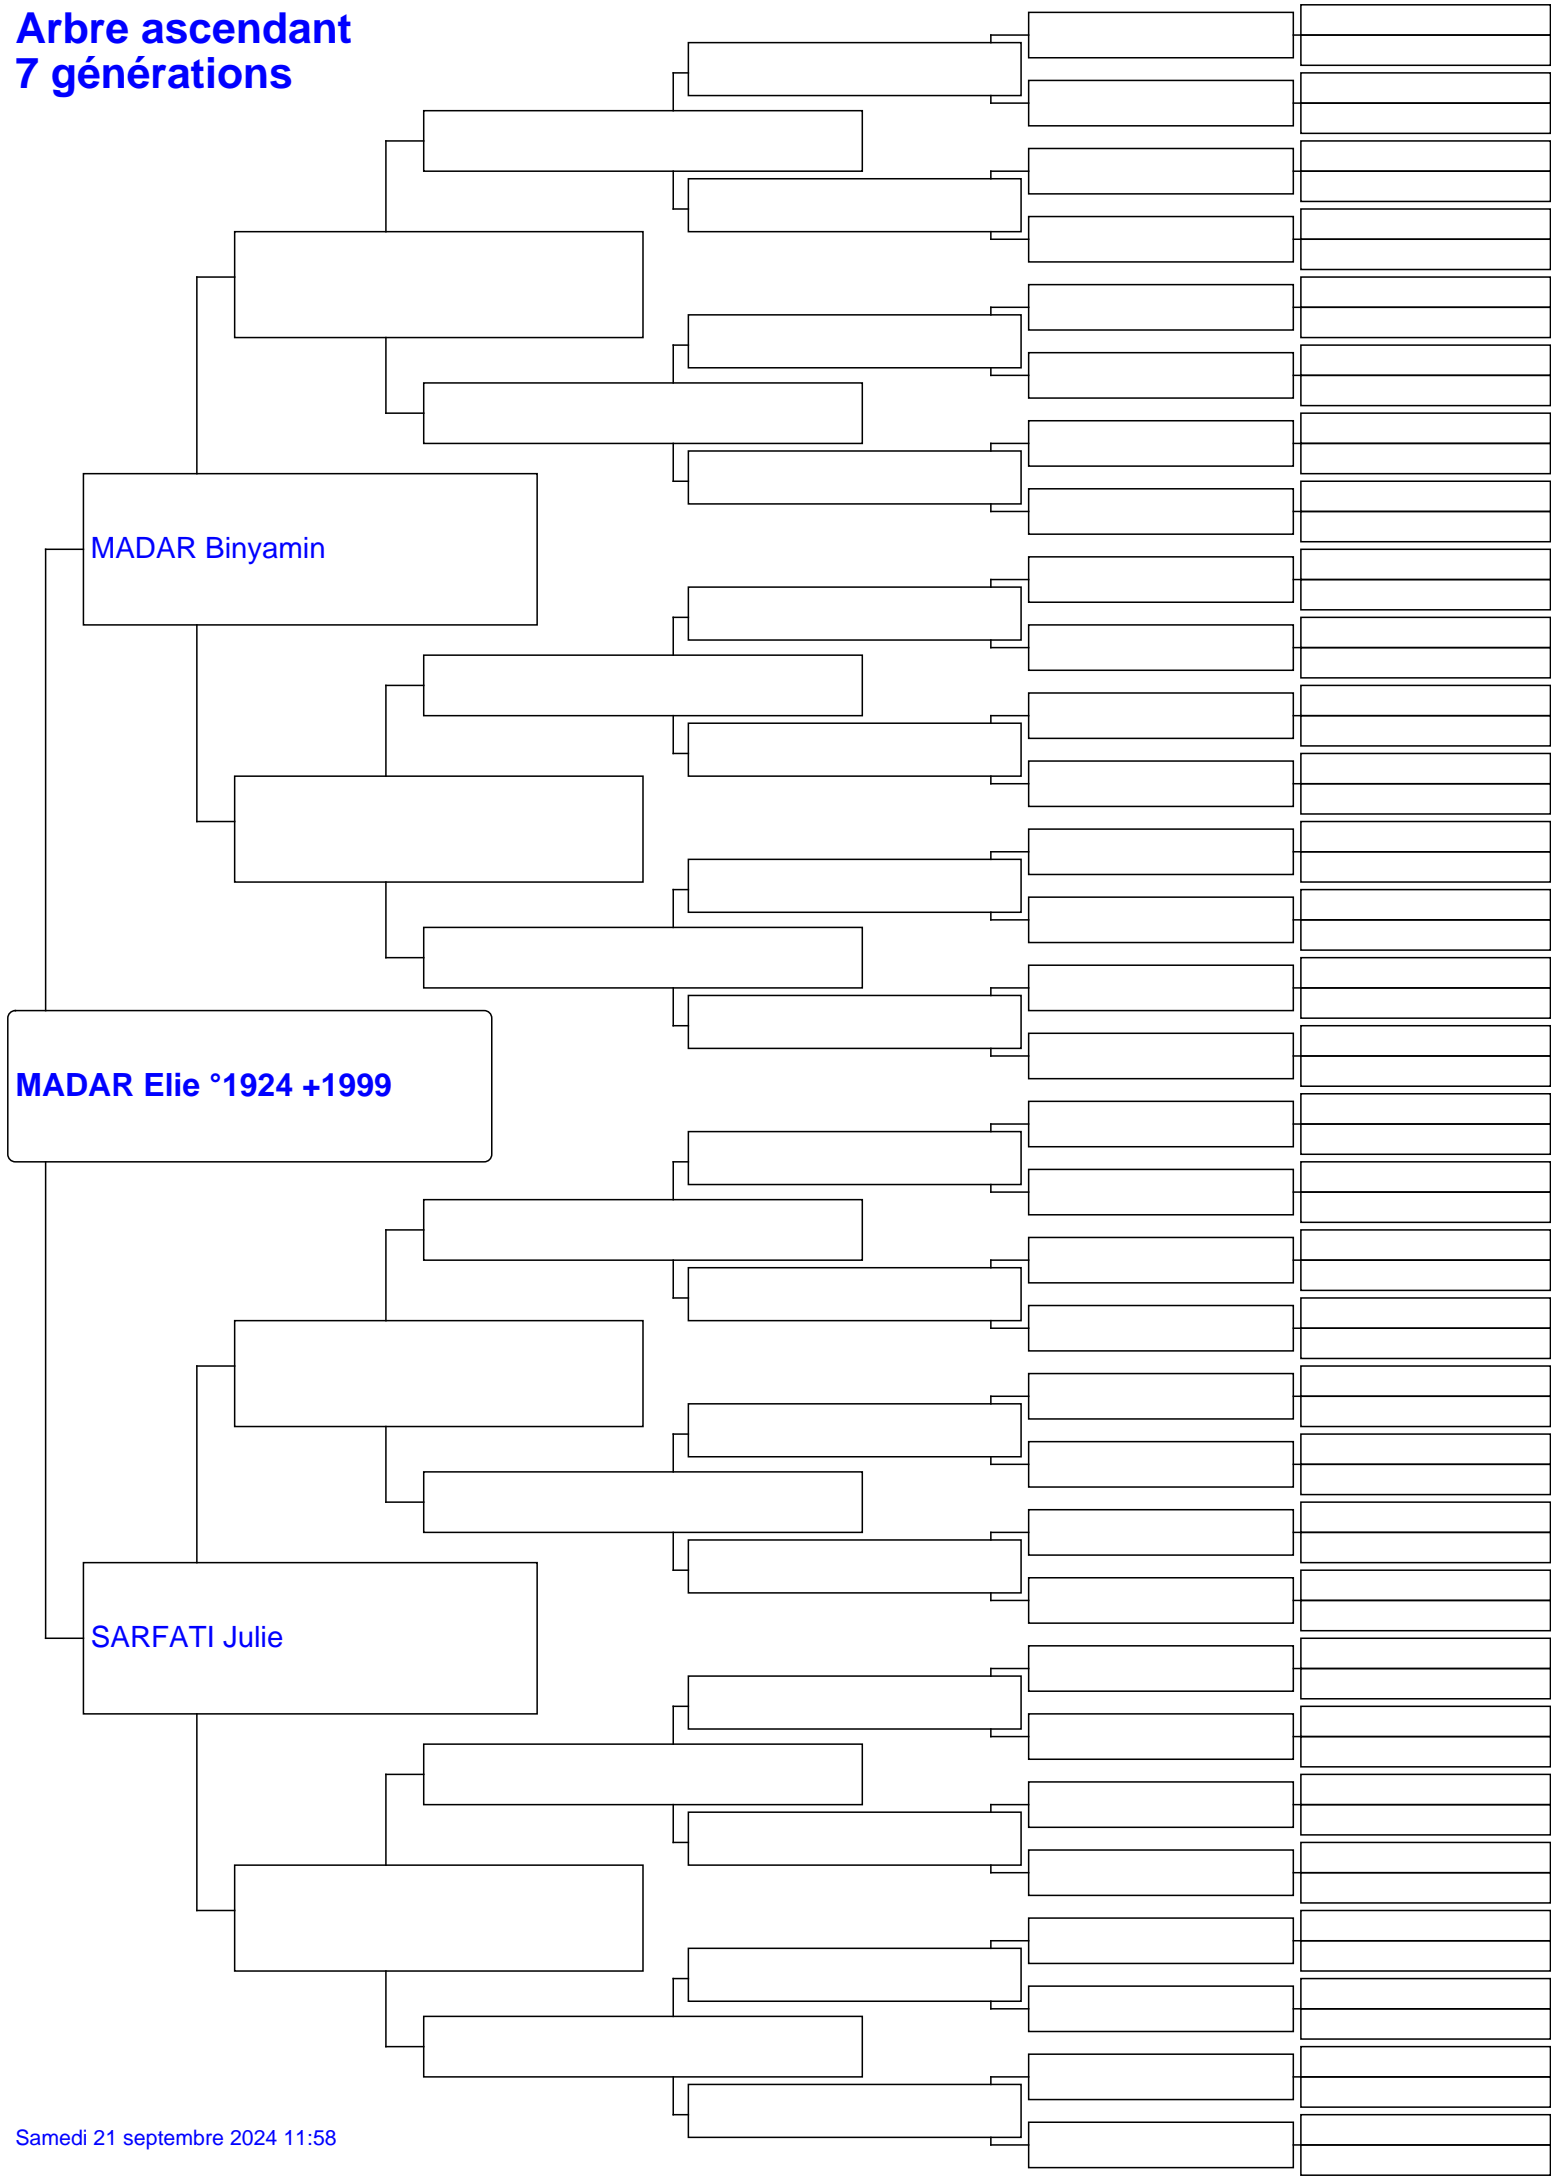 Arbre ascendant
7 générations
MADAR Binyamin
MADAR Elie °1924 +1999
SARFATI Julie
Samedi 21 septembre 2024 11:58